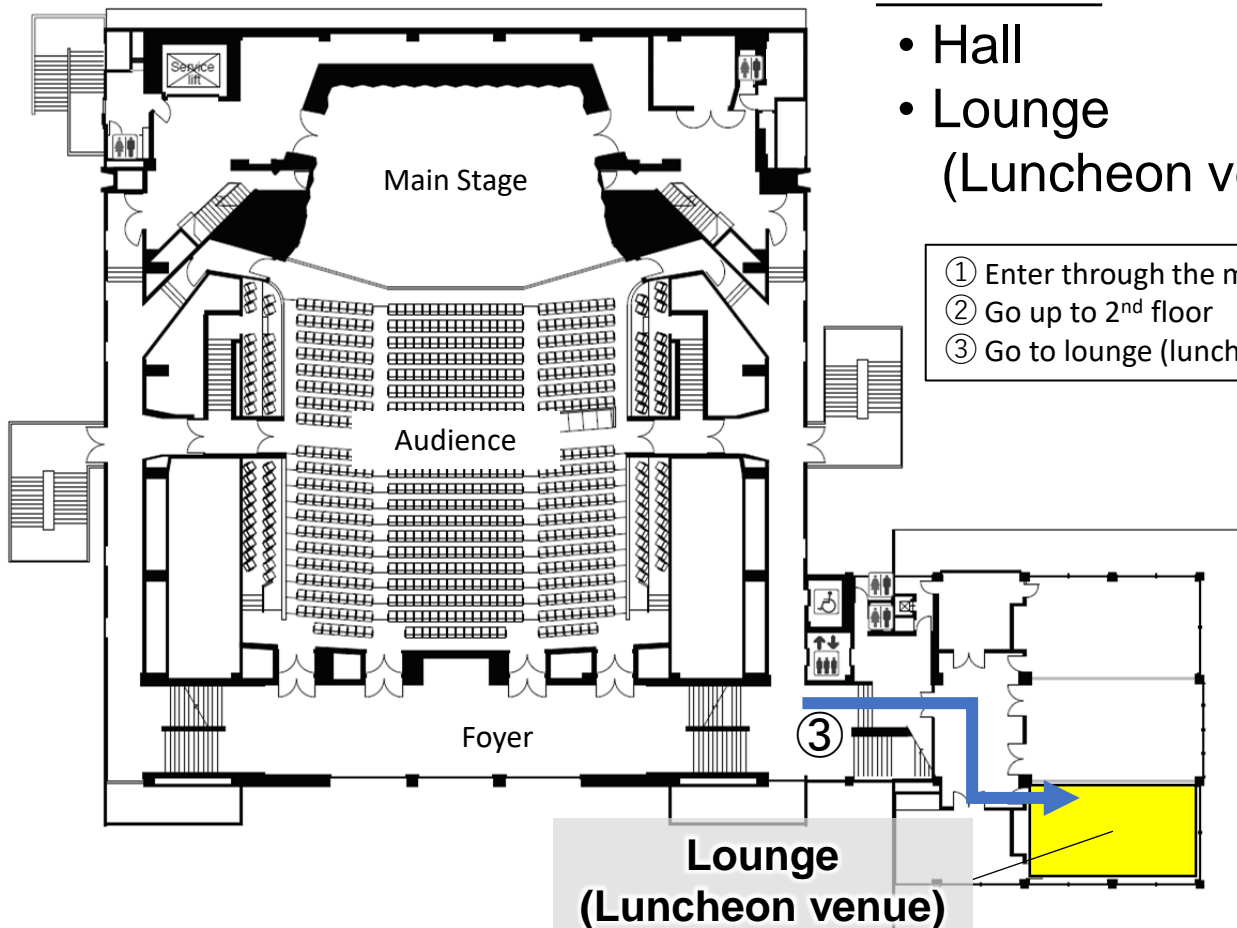 Service
lift
Main Stage
Audience
Foyer
③
Lounge
(Luncheon venue)
• Hall
• Lounge
(Luncheon ve
① Enter through the m
② Go up to 2nd floor
③ Go to lounge (lunch